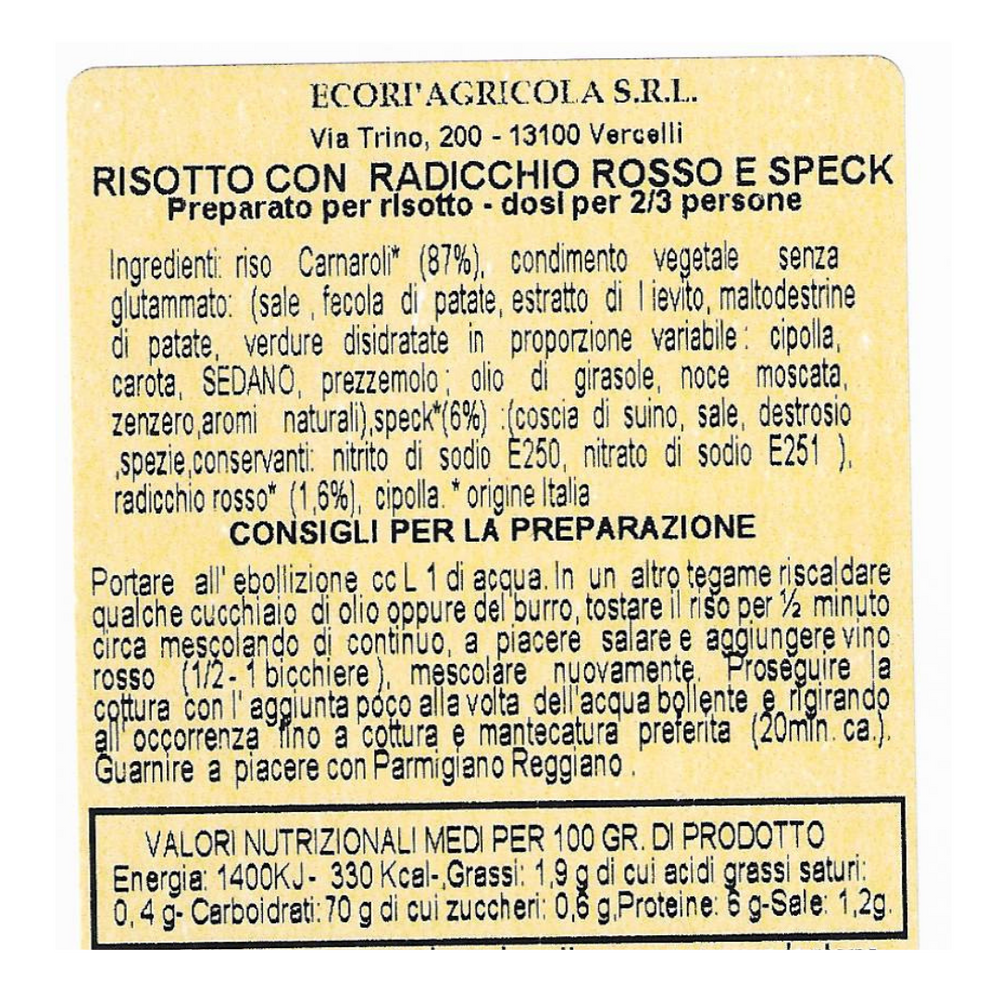 ECORI'AGRICOLA S.R.L.
Via Trino, 200 - 13100 Vercelli
RISOTTO CON RADICCHIO ROSSO E SPECK
Preparato per risotto - dosi per 2/3 persone
Ingredienti: riso Carnaroli* (87%), condimento vegetale senza
glutammato: (sale , fecola di patate, estratto di l ievito, maltodestrine
di patate, verdure disidratate in proporzione variabile : cipolla,
carota, SEDANO, prezzemolo ; olio di girasole, noce moscata,
zenzero,aromi naturali),speck*(6%) :(coscia di suino, sale, destrosio
,spezie,conservanti: nitrito di sodio E250, nitrato di sodio E251 ),
radicchio rosso* (1,6%), cipolla. * origine Italia
CONSIGLI PER LA PREPARAZIONE
Portare all' ebollizione cc L 1 di acqua. In un altro tegame riscaldare
qualche cucchiaio di olio oppure del burro, tostare il riso per ½ minuto
circa mescolando di continuo, a piacere salare e aggiungere vino
rosso (1/2- 1 bicchiere ), mescolare nuovamente. Proseguire la
cottura con l' aggiunta poco alla volta dell'acqua bollente e rigirando
all' occorrenza fino a cottura e mantecatura preferita (20min. ca.).
Guarnire a piacere con Parmigiano Reggiano .
VALORI NUTRIZIONALI MEDI PER 100 GR. DI PRODOTTO
Energia: 1400KJ- 330 Kcal-,Grassi: 1,9 g di cui acidi grassi saturi:
0, 4 g- Carboidrati: 70 g di cui zuccheri: 0,6 g,Proteine: 6 g-Sale: 1,2g.